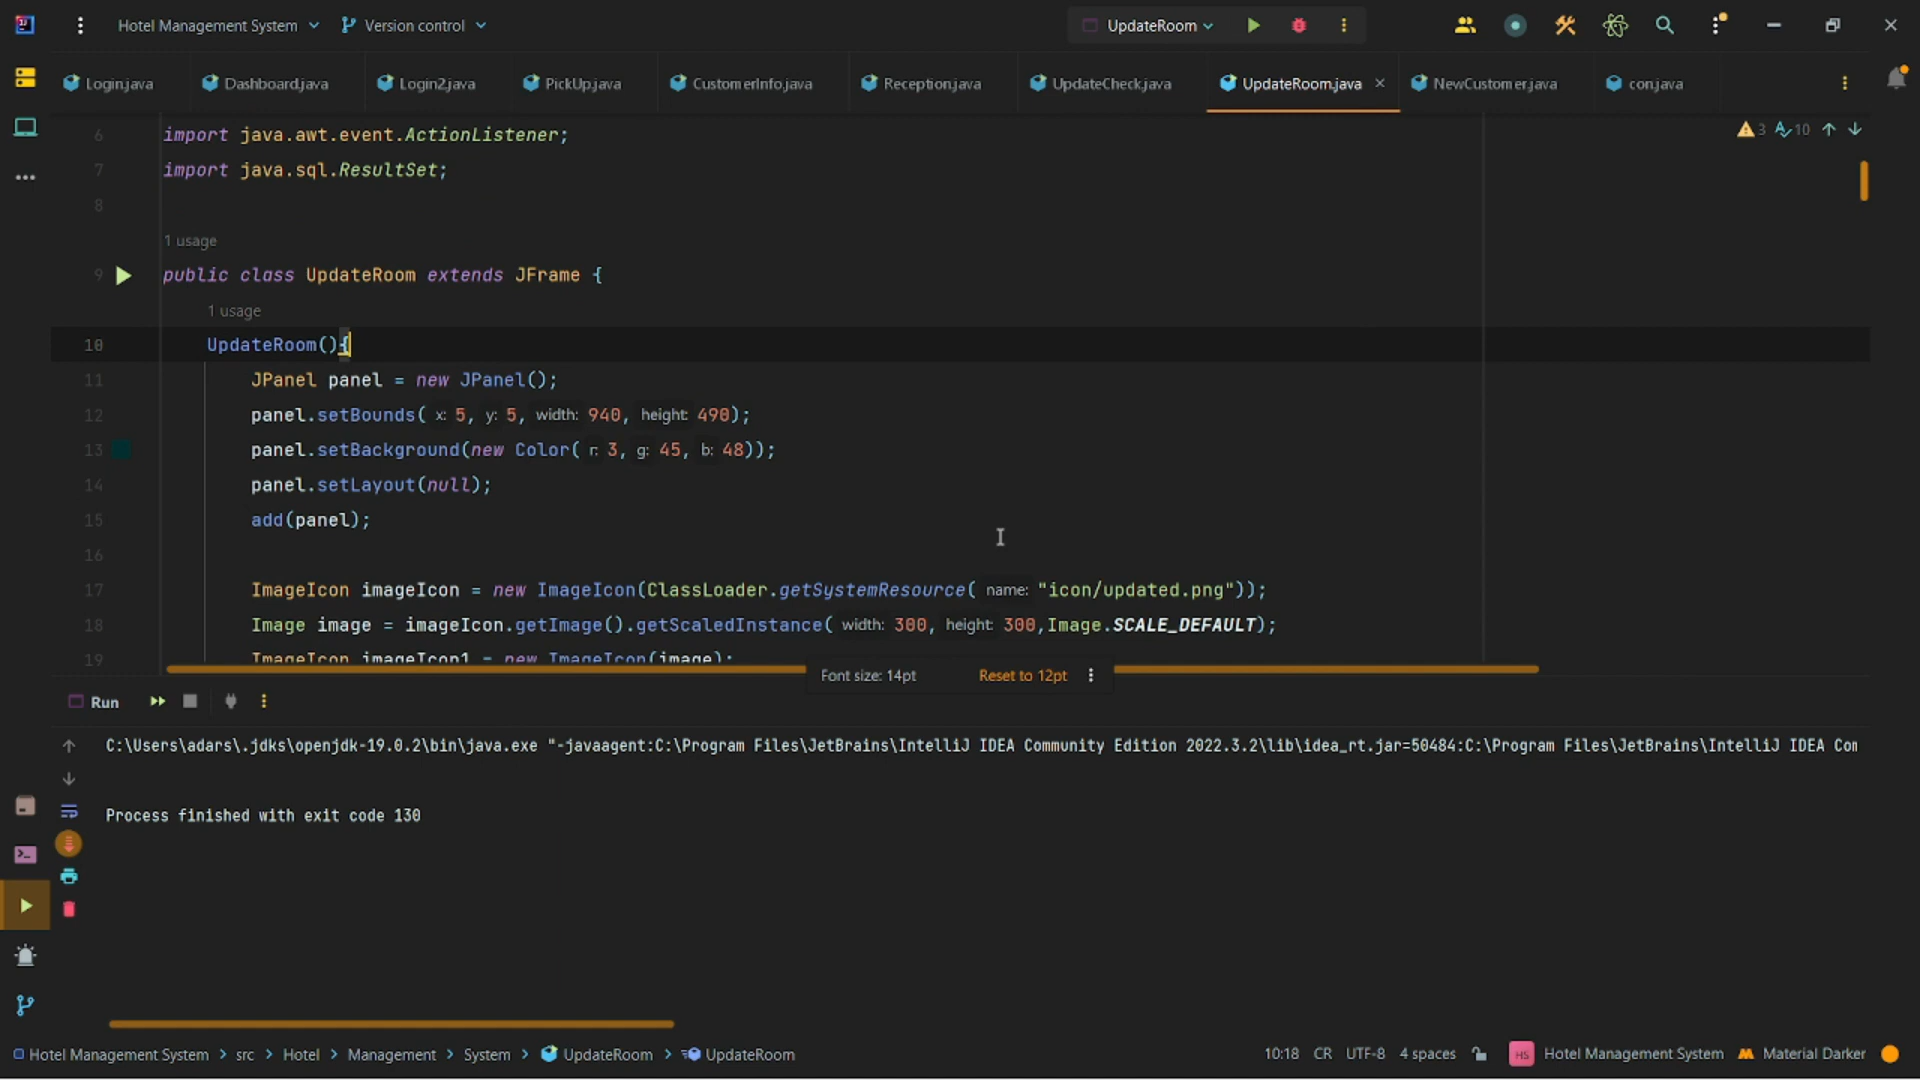 Hotel Management System
Version control
UpdateRoom
Login.java
Dashboard.java
Login2.java
PickUp.java
CustomerInfo.java
Reception.java
UpdateCheck.java
UpdateRoom.java
NewCustomer.java
con.java
3 10
6 import java.awt.event.ActionListener;
7 import java.sql.ResultSet;
8
1 usage
9 public class UpdateRoom extends JFrame {
1 usage
10 UpdateRoom(){
11 JPanel panel = new JPanel();
12 panel.setBounds( x: 5, y: 5, width: 940, height: 490);
13 panel.setBackground(new Color( r: 3, g: 45, b: 48));
14 panel.setLayout(null);
15 add(panel);
16
17 ImageIcon imageIcon = new ImageIcon(ClassLoader.getSystemResource( name: "icon/updated.png"));
18 Image image = imageIcon.getImage().getScaledInstance( width: 300, height: 300,Image.SCALE_DEFAULT);
19 ImageIcon imageIcon1 = new ImageIcon(image);
Font size: 14pt Reset to 12pt
Run
C:\Users\adars\.jdks\openjdk-19.0.2\bin\java.exe "-javaagent:C:\Program Files\JetBrains\IntelliJ IDEA Community Edition 2022.3.2\lib\idea_rt.jar=50484:C:\Program Files\JetBrains\IntelliJ IDEA Com
Process finished with exit code 130
Hotel Management System > src > Hotel > Management > System > UpdateRoom > UpdateRoom
10:18 CR UTF-8 4 spaces HS Hotel Management System Material Darker